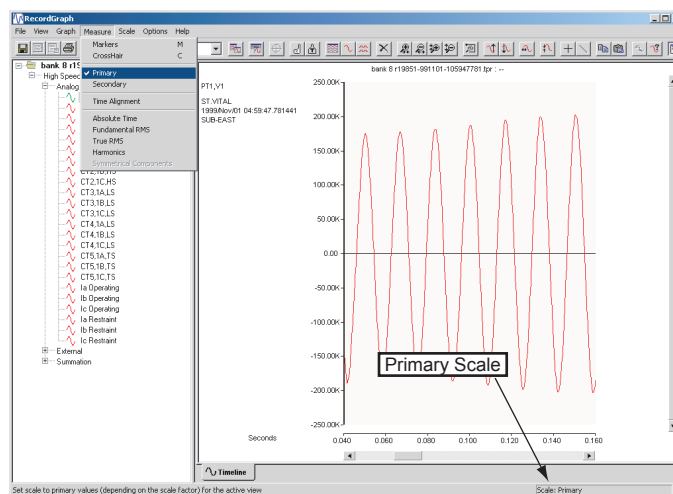 RecordGraph
File View Graph Measure Scale Options Help
Markers M
CrossHair C
Primary
Secondary
Time Alignment
Absolute Time
Fundamental RMS
True RMS
Harmonics
Symmetrical Components
bank 8 r19
High Speed
Analog
CT2,1B,HS
CT2,1C,HS
CT3,1A,LS
CT3,1B,LS
CT3,1C,LS
CT4,1A,LS
CT4,1B,LS
CT4,1C,LS
CT5,1A,TS
CT5,1B,TS
CT5,1C,TS
Ia Operating
Ib Operating
Ic Operating
Ia Restraint
Ib Restraint
Ic Restraint
External
Summation
bank 8 r19851-991101-105947781.tpr : --
PT1,V1
ST.VITAL
1999/Nov/01 04:59:47.781441
SUB-EAST
250.00K
200.00K
150.00K
100.00K
50.00K
0.00
-50.00K
-100.00K
-150.00K
-200.00K
-250.00K
Primary Scale
Seconds
0.040 0.060 0.080 0.100 0.120 0.140 0.160
Timeline
Set scale to primary values (depending on the scale factor) for the active view
Scale: Primary